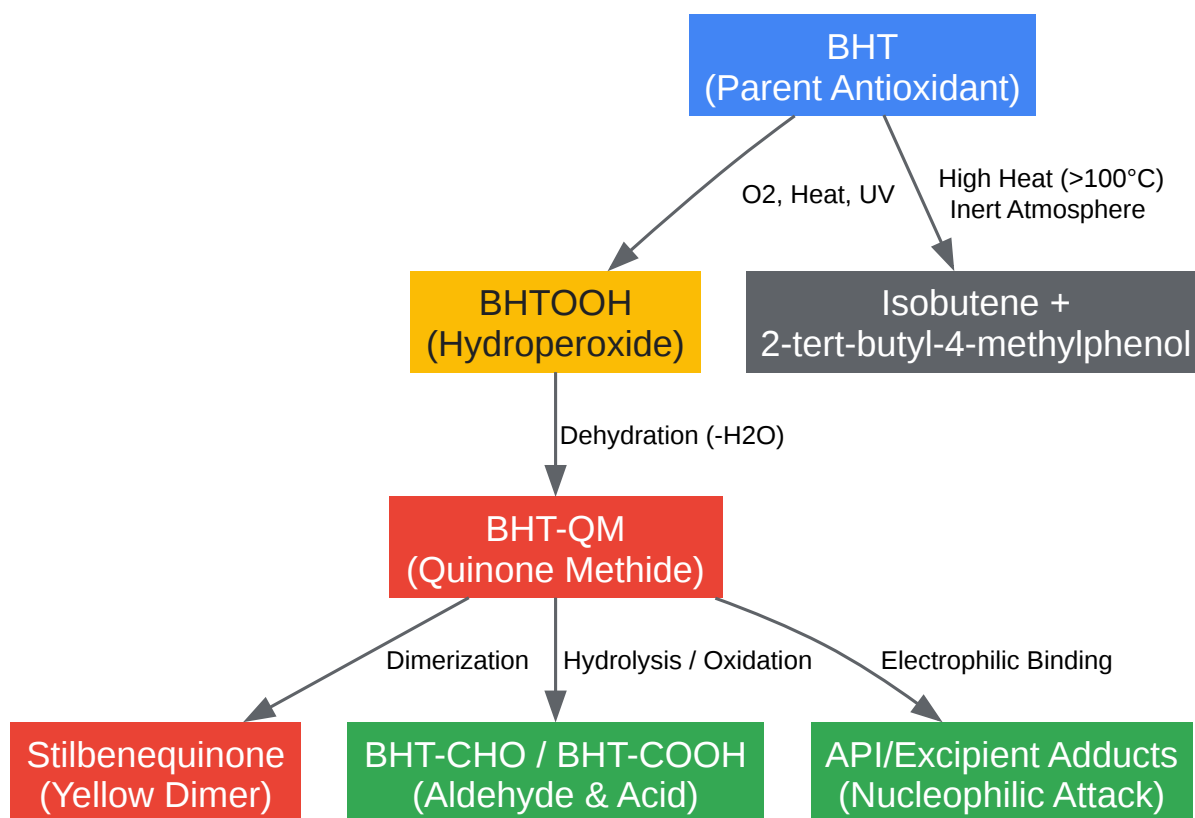 BHT
(Parent Antioxidant)
O2, Heat, UV
High Heat (>100°C)
Inert Atmosphere
BHTOOH
(Hydroperoxide)
Isobutene +
2-tert-butyl-4-methylphenol
Dehydration (-H2O)
BHT-QM
(Quinone Methide)
Dimerization
Hydrolysis / Oxidation
Electrophilic Binding
Stilbenequinone
(Yellow Dimer)
BHT-CHO / BHT-COOH
(Aldehyde & Acid)
API/Excipient Adducts
(Nucleophilic Attack)